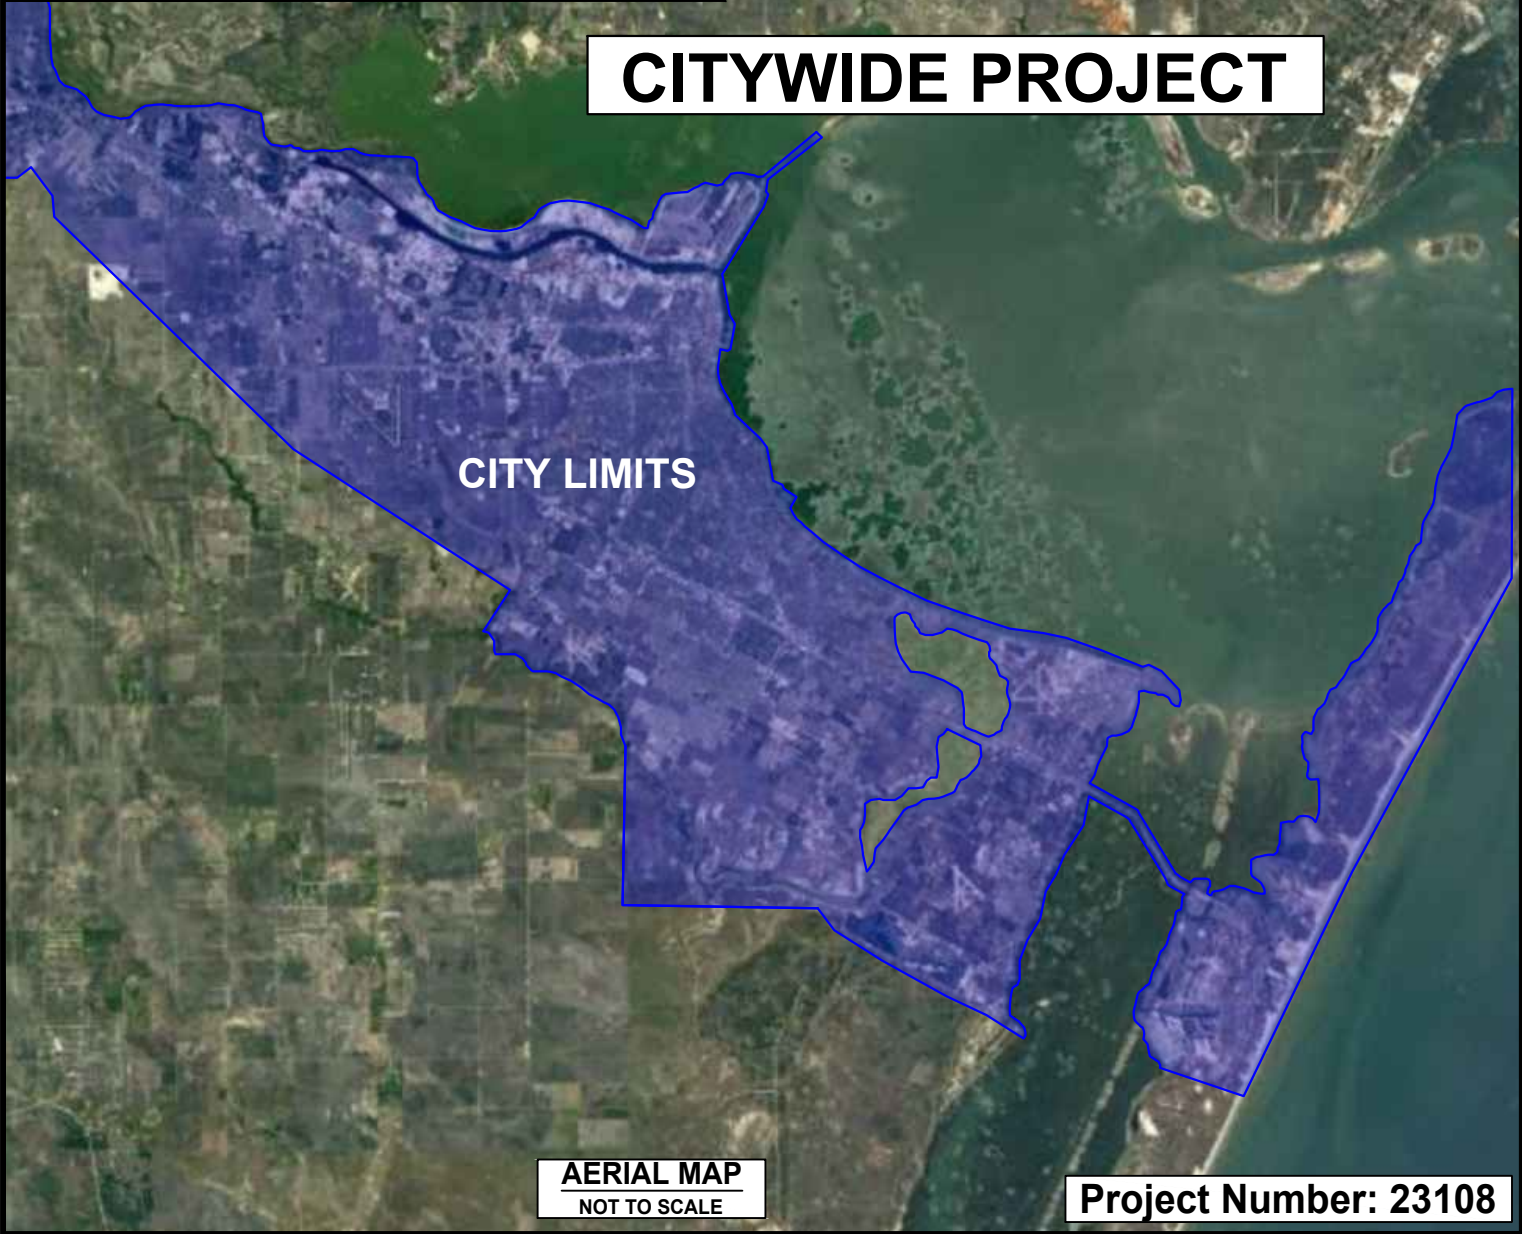 CITYWIDE PROJECT
CITY LIMITS
AERIAL MAP
NOT TO SCALE
Project Number: 23108